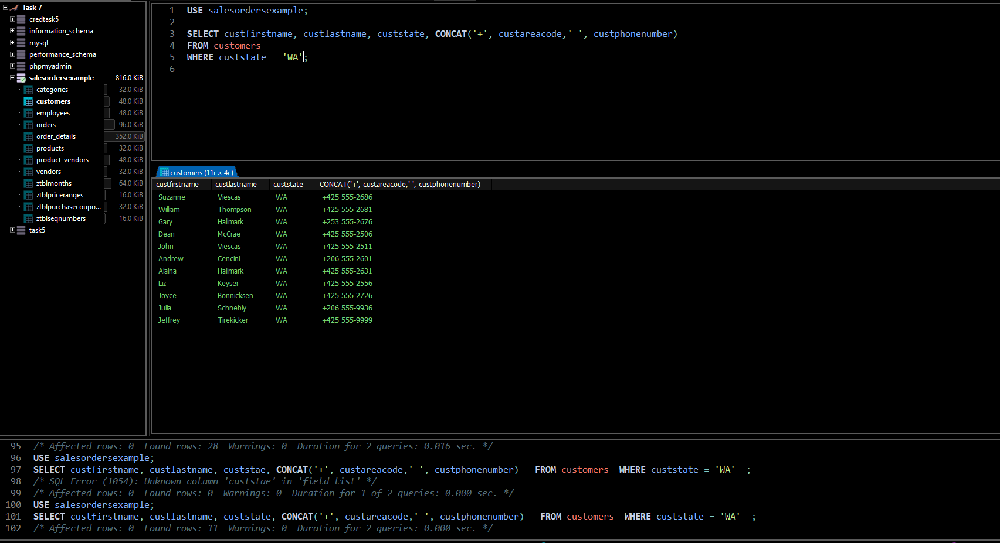 Task 7
credtask5
information_schema
mysql
performance_schema
phpmyadmin
salesordersexample 816.0 KiB
categories 32.0 KiB
customers 48.0 KiB
employees 48.0 KiB
orders 96.0 KiB
order_details 352.0 KiB
products 32.0 KiB
product_vendors 48.0 KiB
vendors 32.0 KiB
ztblmonths 64.0 KiB
ztblpriceranges 16.0 KiB
ztblpurchasecoupo... 32.0 KiB
ztblseqnumbers 16.0 KiB
task5
1 USE salesordersexample;
2
3 SELECT custfirstname, custlastname, custstate, CONCAT('+', custareacode,' ', custphonenumber)
4 FROM customers
5 WHERE custstate = 'WA';
6
customers (11r × 4c)
custfirstname custlastname custstate CONCAT('+', custareacode,' ', custphonenumber)
Suzanne Viescas WA +425 555-2686
William Thompson WA +425 555-2681
Gary Hallmark WA +253 555-2676
Dean McCrae WA +425 555-2506
John Viescas WA +425 555-2511
Andrew Cencini WA +206 555-2601
Alaina Hallmark WA +425 555-2631
Liz Keyser WA +425 555-2556
Joyce Bonnicksen WA +425 555-2726
Julia Schnebly WA +206 555-9936
Jeffrey Tirekicker WA +425 555-9999
95 /* Affected rows: 0 Found rows: 28 Warnings: 0 Duration for 2 queries: 0.016 sec. */
96 USE salesordersexample;
97 SELECT custfirstname, custlastname, custstae, CONCAT('+', custareacode,' ', custphonenumber) FROM customers WHERE custstate = 'WA' ;
98 /* SQL Error (1054): Unknown column 'custstae' in 'field list' */
99 /* Affected rows: 0 Found rows: 0 Warnings: 0 Duration for 1 of 2 queries: 0.000 sec. */
100 USE salesordersexample;
101 SELECT custfirstname, custlastname, custstate, CONCAT('+', custareacode,' ', custphonenumber) FROM customers WHERE custstate = 'WA' ;
102 /* Affected rows: 0 Found rows: 11 Warnings: 0 Duration for 2 queries: 0.000 sec. */